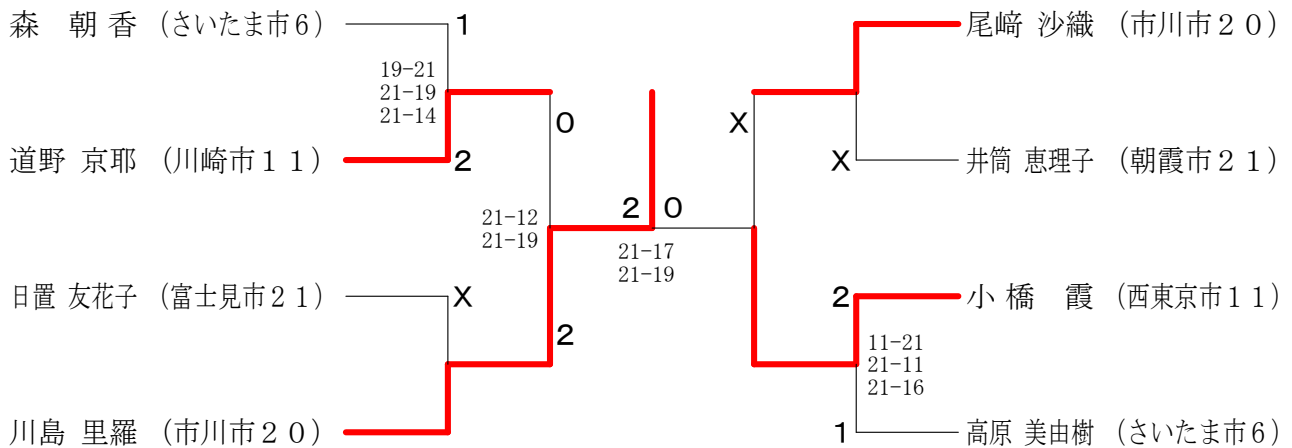 森　朝 香 （さいたま市６）
1
19-21
21-19
21-14
道野 京耶 （川崎市１１）
2
0
21-12
21-19
日置 友花子 （富士見市２１）
X
2
川島 里羅 （市川市２０）
2 0
21-17
21-19
尾﨑 沙織 （市川市２０）
X
X
井筒 恵理子 （朝霞市２１）
2
小 橋　霞 （西東京市１１）
11-21
21-11
21-16
1
高原 美由樹 （さいたま市６）